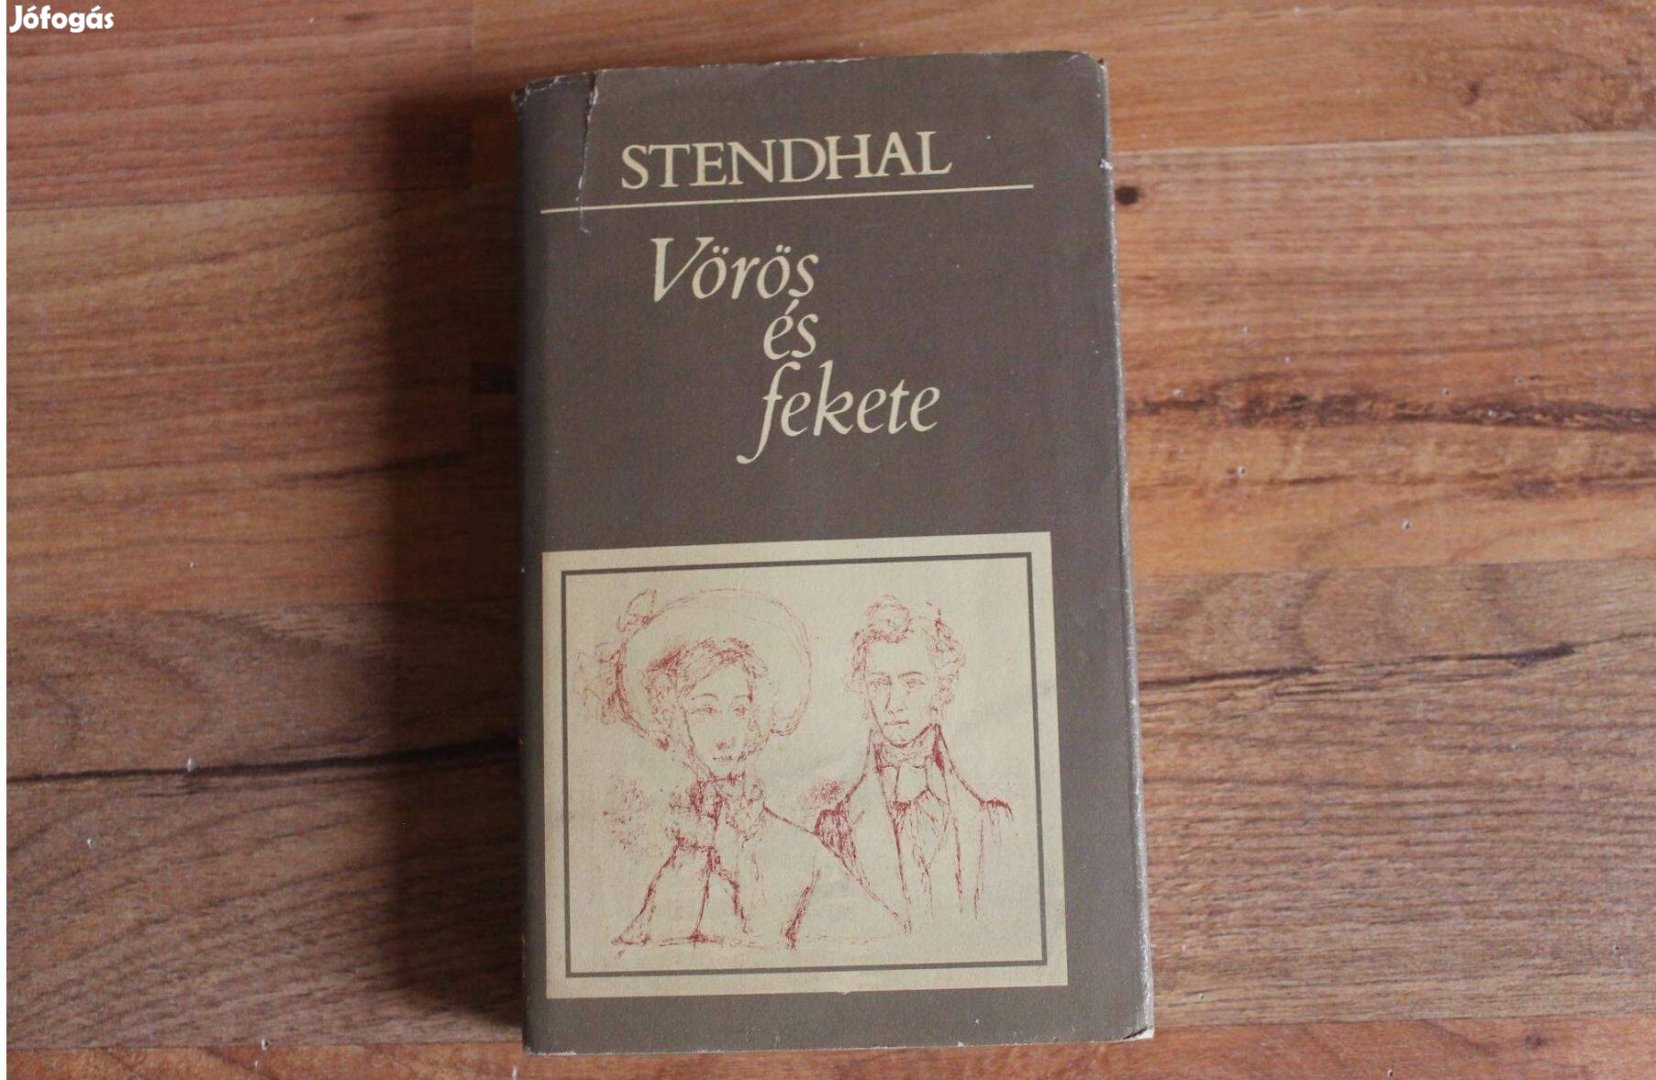 Jófogás
STENDHAL
Vörös
és
fekete